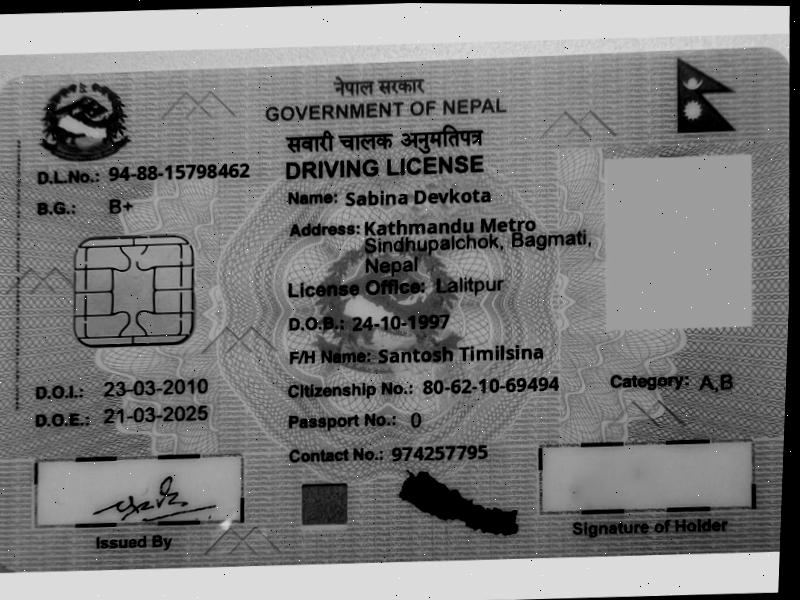 नेपाल सरकार
GOVERNMENT OF NEPAL
सवारी चालक अनुमतिपत्र
DRIVING LICENSE
D.L.No.: 94-88-15798462
B.G.: B+
Name: Sabina Devkota
Address: Kathmandu Metro
Sindhupalchok, Bagmati,
Nepal
License Office: Lalitpur
D.O.B.: 24-10-1997
F/H Name: Santosh Timilsina
D.O.I.: 23-03-2010
Citizenship No.: 80-62-10-69494
Category: A,B
D.O.E.: 21-03-2025
Passport No.: 0
Contact No.: 974257795
Issued By
Signature of Holder